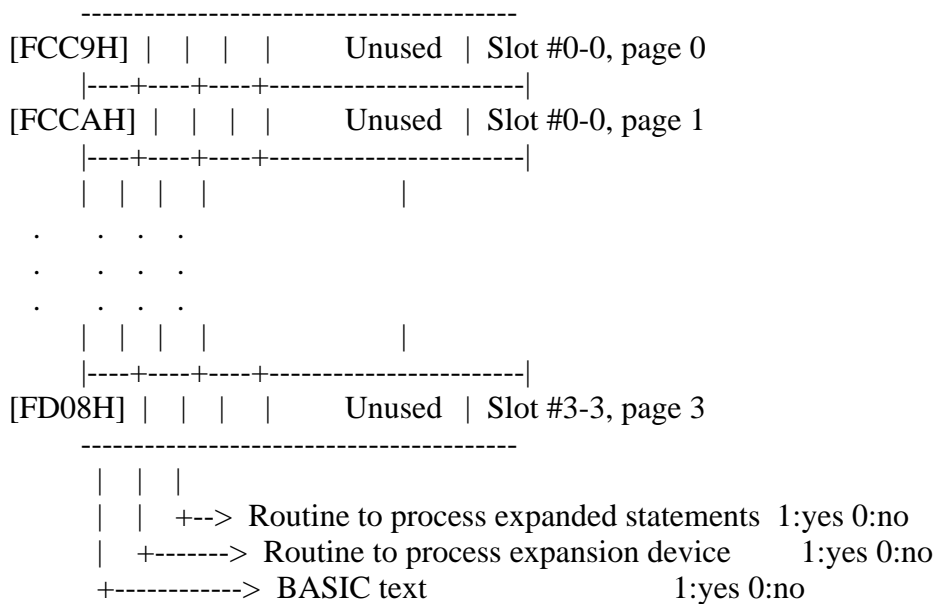 -----------------------------------------
[FCC9H] | | | | Unused | Slot #0-0, page 0
|----+----+----+------------------------|
[FCCAH] | | | | Unused | Slot #0-0, page 1
|----+----+----+------------------------|
| | | | |
. . . .
. . . .
. . . .
| | | | |
|----+----+----+------------------------|
[FD08H] | | | | Unused | Slot #3-3, page 3
-----------------------------------------
| | |
| | +--> Routine to process expanded statements 1:yes 0:no
| +-------> Routine to process expansion device 1:yes 0:no
+------------> BASIC text 1:yes 0:no